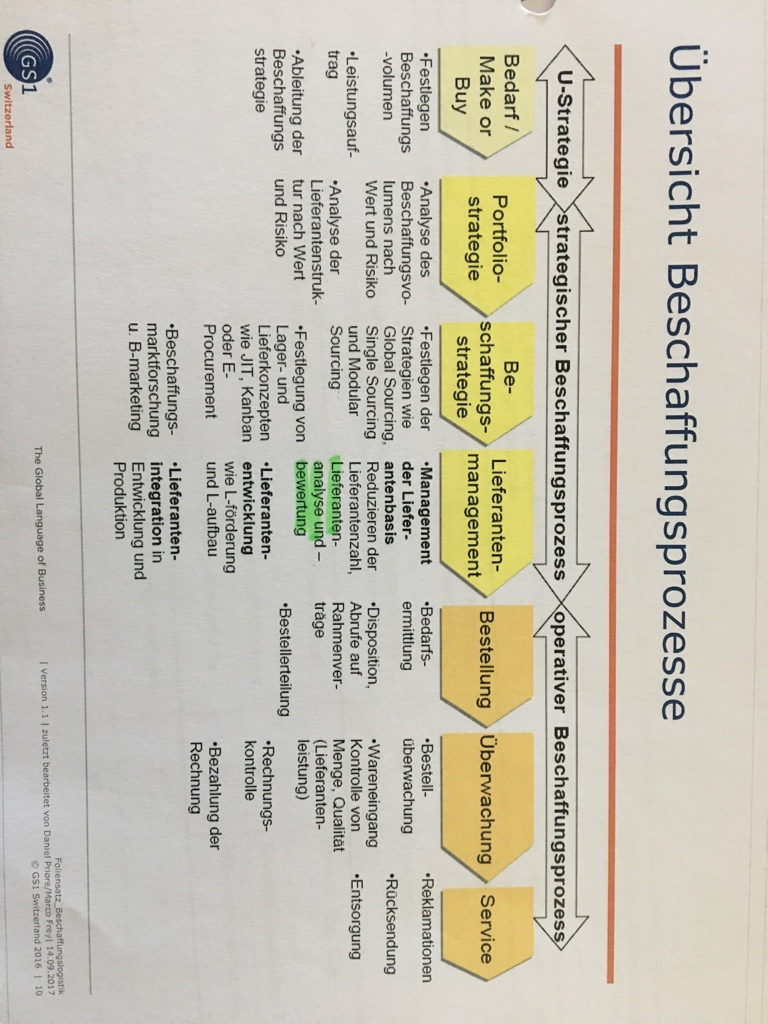 Übersicht Beschaffungsprozesse
U-Strategie
strategischer Beschaffungsprozess
operativer Beschaffungsprozess
Bedarf /
Make or
Buy
Portfolio-
strategie
Be-
schaffungs-
strategie
Lieferanten-
management
Bestellung
Überwachung
Service
•Festlegen
Beschaffungs
-volumen
•Leistungsauf-
trag
•Ableitung der
Beschaffungs
strategie
•Analyse des
Beschaffungsvo-
lumens nach
Wert und Risiko
•Analyse der
Lieferantenstruk-
tur nach Wert
und Risiko
•Festlegen der
Strategien wie
Global Sourcing,
Single Sourcing
und Modular
Sourcing
•Festlegung von
Lager- und
Lieferkonzepten
wie JIT, Kanban
oder E-
Procurement
•Beschaffungs-
marktforschung
u. B-marketing
•Management
der Liefer-
antenbasis
Reduzieren der
Lieferantenzahl,
Lieferanten-
analyse und –
bewertung
•Lieferanten-
entwicklung
wie L-förderung
und L-aufbau
•Lieferanten-
integration in
Entwicklung und
Produktion
•Bedarfs-
ermittlung
•Disposition,
Abrufe auf
Rahmenver-
träge
•Bestellerteilung
•Bestell-
überwachung
•Wareneingang
Kontrolle von
Menge, Qualität
(Lieferanten-
leistung)
•Rechnungs-
kontrolle
•Bezahlung der
Rechnung
•Reklamationen
•Rücksendung
•Entsorgung
GS1
®
Switzerland
The Global Language of Business
Foliensatz_Beschaffungslogistik
| Version 1.1 | zuletzt bearbeitet von Daniel Priore/Marco Frey| 14.09.2017
© GS1 Switzerland 2016 | 10